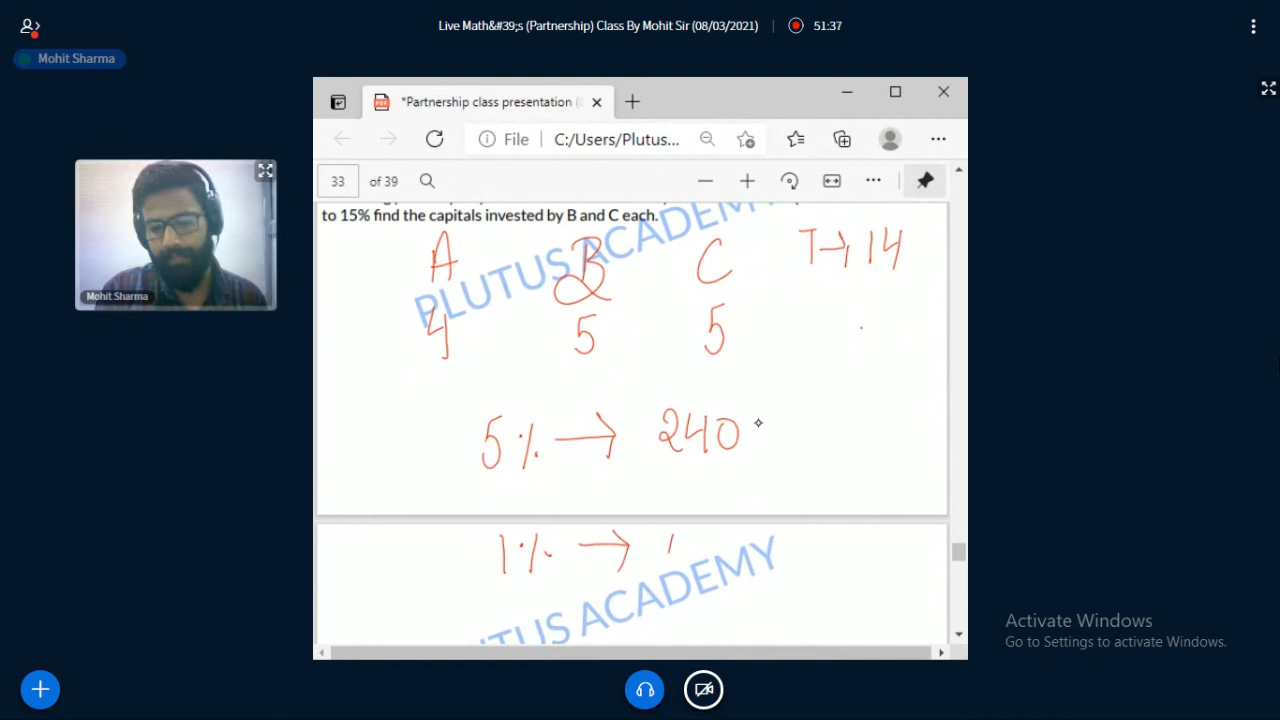 Live Math&#39;s (Partnership) Class By Mohit Sir (08/03/2021) | 51:37
Mohit Sharma
*Partnership class presentation (
File | C:/Users/Plutus...
33 of 39
to 15% find the capitals invested by B and C each.
PLUTUS ACADEMY
A B C T→ 14
4 5 5
5% → 240
1% →
PLUTUS ACADEMY
Mohit Sharma
Activate Windows
Go to Settings to activate Windows.